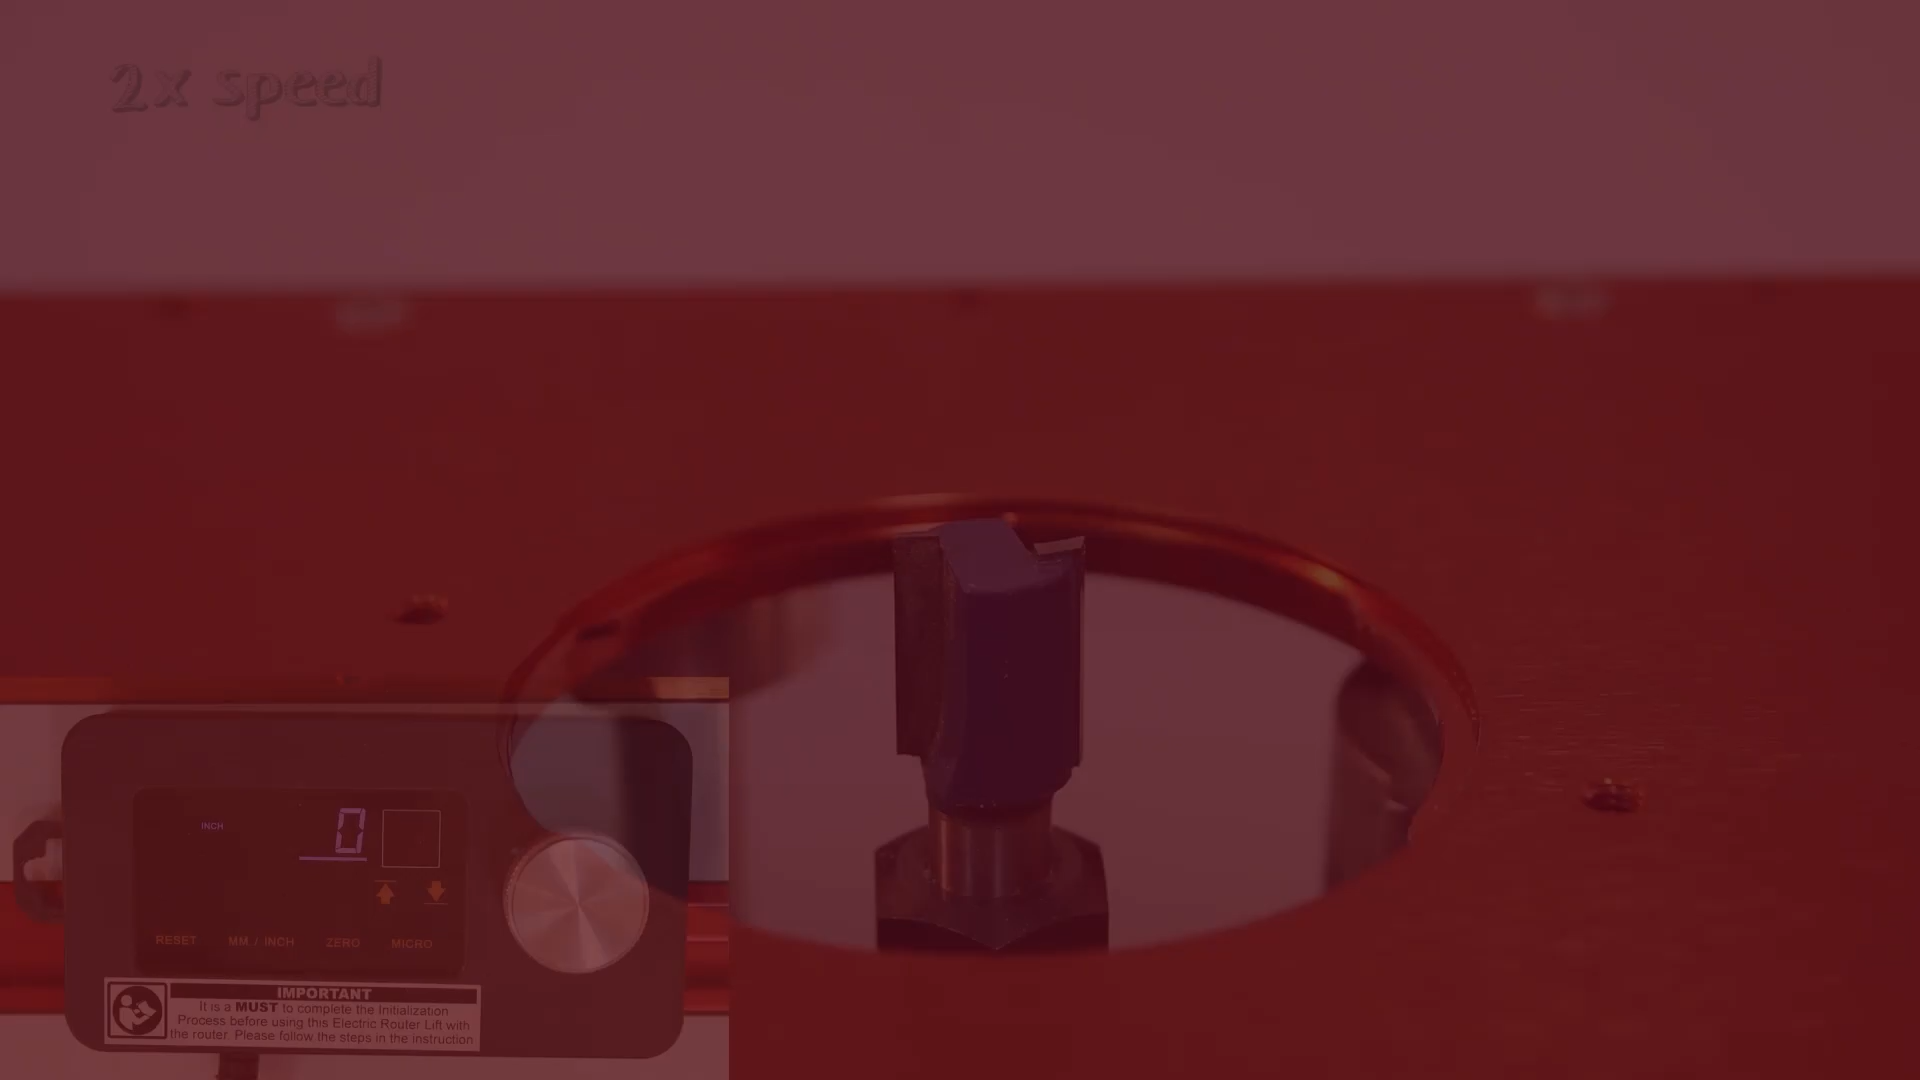 2x speed
INCH
0
RESET MM / INCH ZERO MICRO
IMPORTANT
It is a MUST to complete the Initialization
Process before using this Electric Router Lift with
the router. Please follow the steps in the instruction